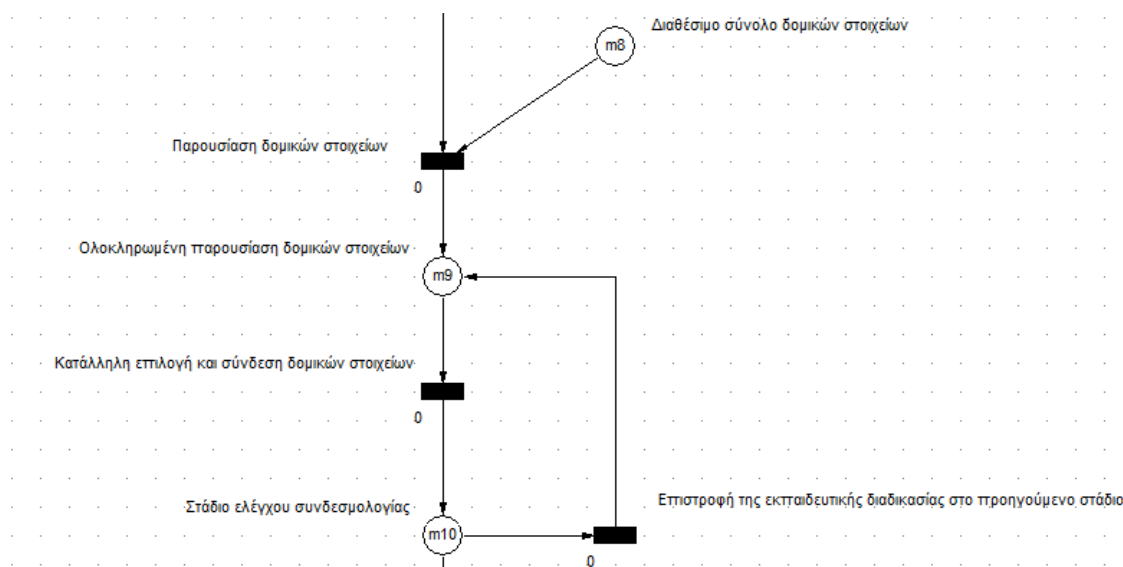 Διαθέσιμο σύνολο δομικών στοιχείων
m8
Παρουσίαση δομικών στοιχείων
0
Ολοκληρωμένη παρουσίαση δομικών στοιχείων
m9
Κατάλληλη επιλογή και σύνδεση δομικών στοιχείων
0
Στάδιο ελέγχου συνδεσμολογίας
Επιστροφή της εκπαιδευτικής διαδικασίας στο προηγούμενο στάδιο
m10
0